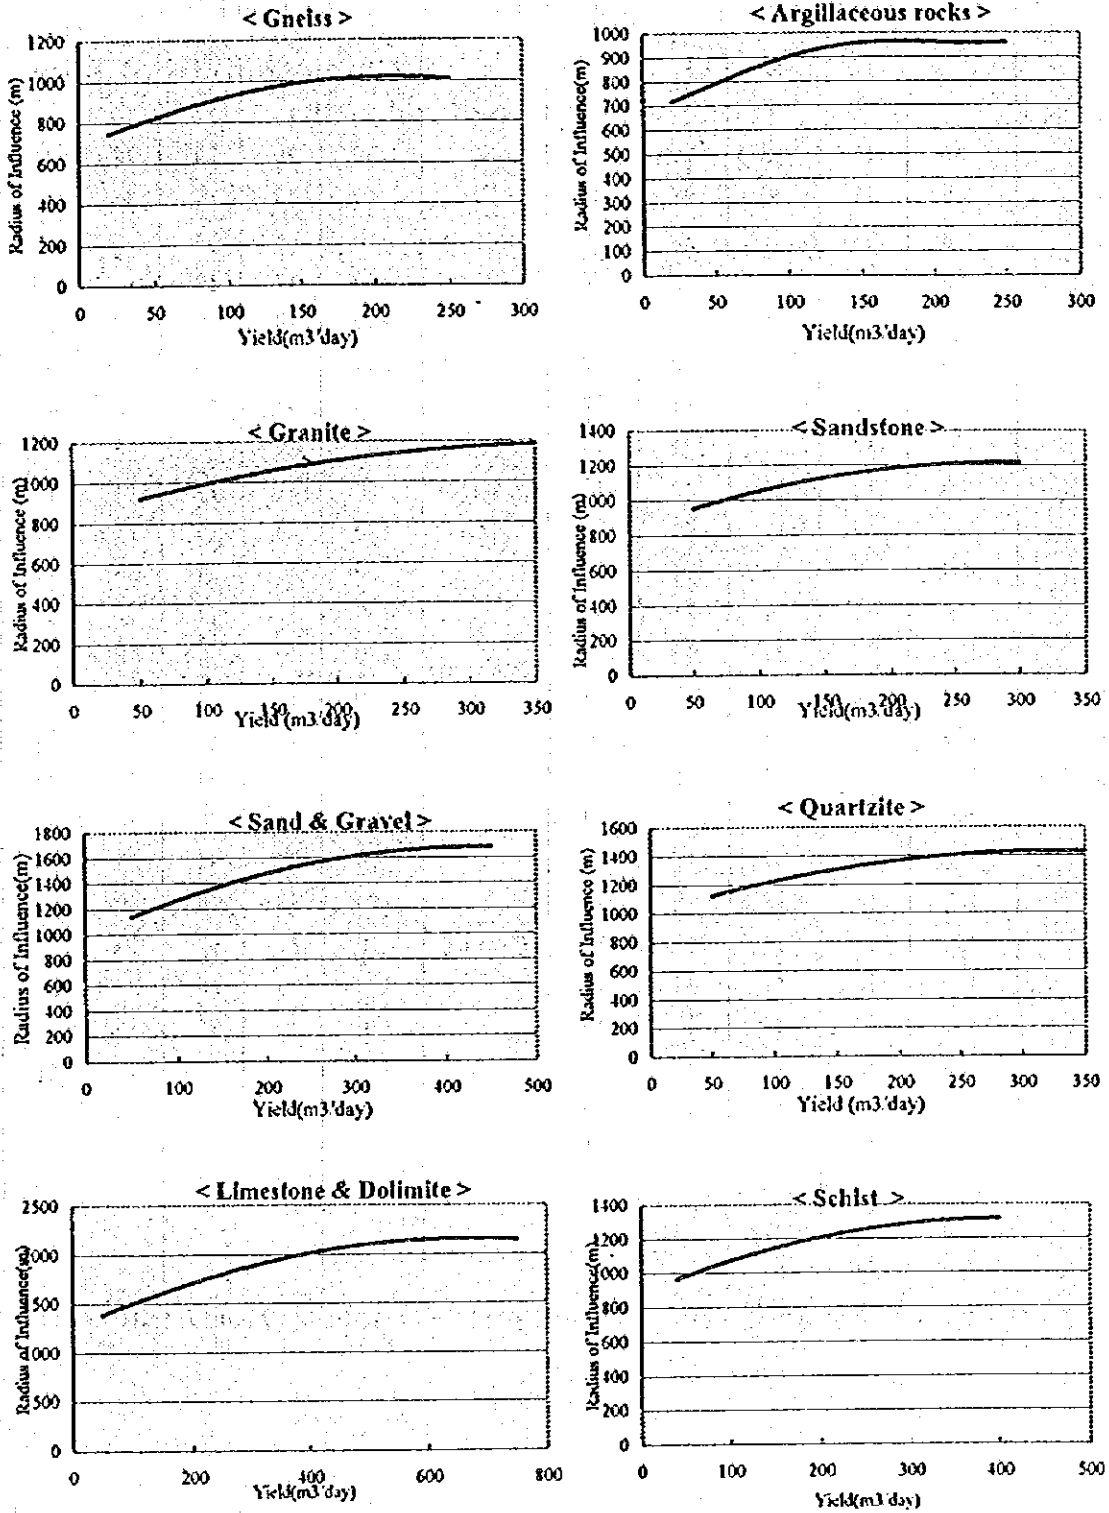 < Gneiss >
Radius of Influence (m)
1200
1000
800
600
400
200
0
0 50 100 150 200 250 300
Yield(m3/day)
< Argillaceous rocks >
Radius of Influence(m)
1000
900
800
700
600
500
400
300
200
100
0
0 50 100 150 200 250 300
Yield(m3/day)
< Granite >
Radius of Influence (m)
1200
1000
800
600
400
200
0
0 50 100 150 200 250 300 350
Yield (m3/day)
< Sandstone >
Radius of Influence (m)
1400
1200
1000
800
600
400
200
0
0 50 100 150 200 250 300 350
Yield(m3/day)
< Sand & Gravel >
Radius of Influence(m)
1800
1600
1400
1200
1000
800
600
400
200
0
0 100 200 300 400 500
Yield(m3/day)
< Quartzite >
Radius of Influence (m)
1600
1400
1200
1000
800
600
400
200
0
0 50 100 150 200 250 300 350
Yield (m3/day)
< Limestone & Dolimite >
Radius of Influence(m)
2500
2000
1500
1000
500
0
0 200 400 600 800
Yield(m3/day)
< Schist >
Radius of Influence(m)
1400
1200
1000
800
600
400
200
0
0 100 200 300 400 500
Yield(m3/day)